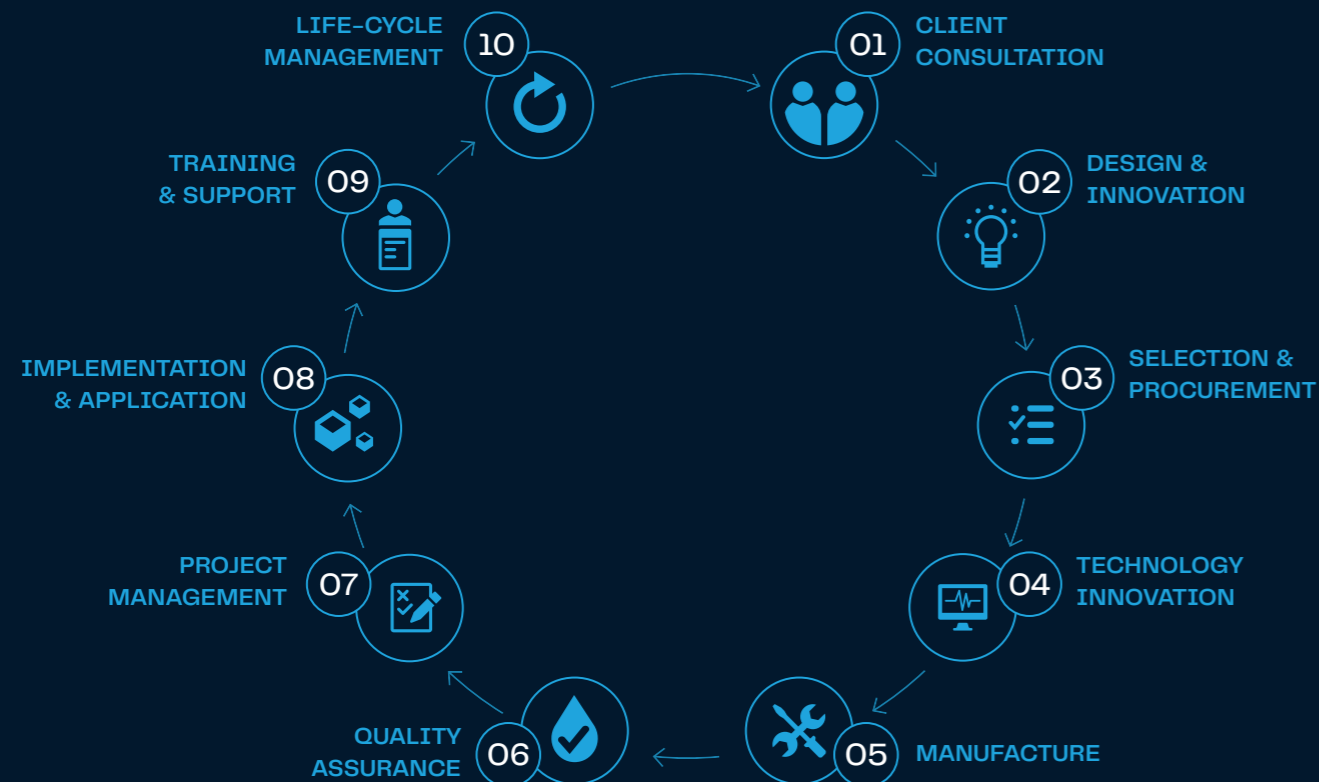 01
CLIENT
CONSULTATION
02
DESIGN &
INNOVATION
03
SELECTION &
PROCUREMENT
04
TECHNOLOGY
INNOVATION
05
MANUFACTURE
06
QUALITY
ASSURANCE
07
PROJECT
MANAGEMENT
08
IMPLEMENTATION
& APPLICATION
09
TRAINING
& SUPPORT
10
LIFE-CYCLE
MANAGEMENT